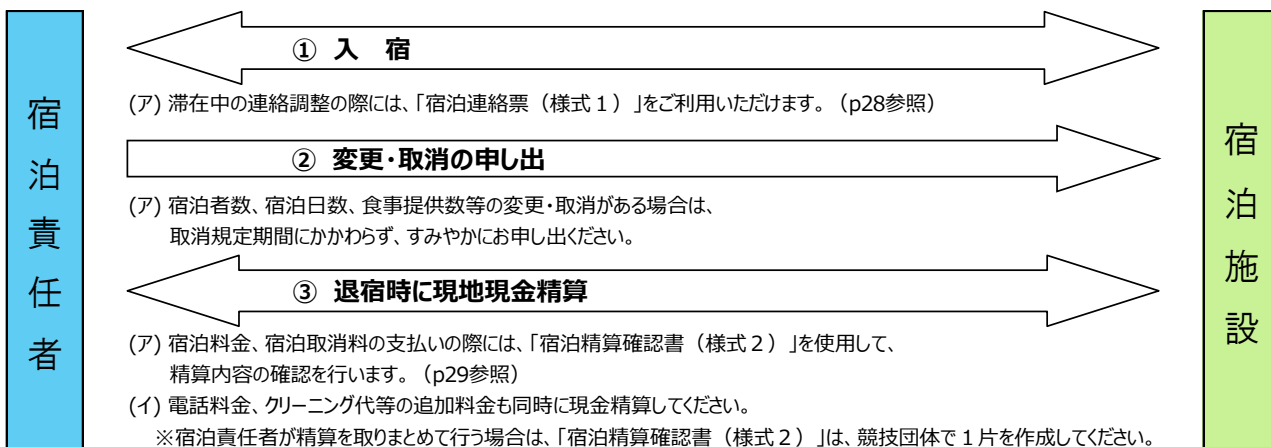 宿泊責任者
① 入　宿
(ア) 滞在中の連絡調整の際には、「宿泊連絡票（様式１）」をご利用いただけます。（p28参照）
② 変更・取消の申し出
(ア) 宿泊者数、宿泊日数、食事提供数等の変更・取消がある場合は、
取消規定期間にかかわらず、すみやかにお申し出ください。
③ 退宿時に現地現金精算
(ア) 宿泊料金、宿泊取消料の支払いの際には、「宿泊精算確認書（様式２）」を使用して、
精算内容の確認を行います。（p29参照）
(イ) 電話料金、クリーニング代等の追加料金も同時に現金精算してください。
※宿泊責任者が精算を取りまとめて行う場合は、「宿泊精算確認書（様式２）」は、競技団体で１片を作成してください。
宿泊施設